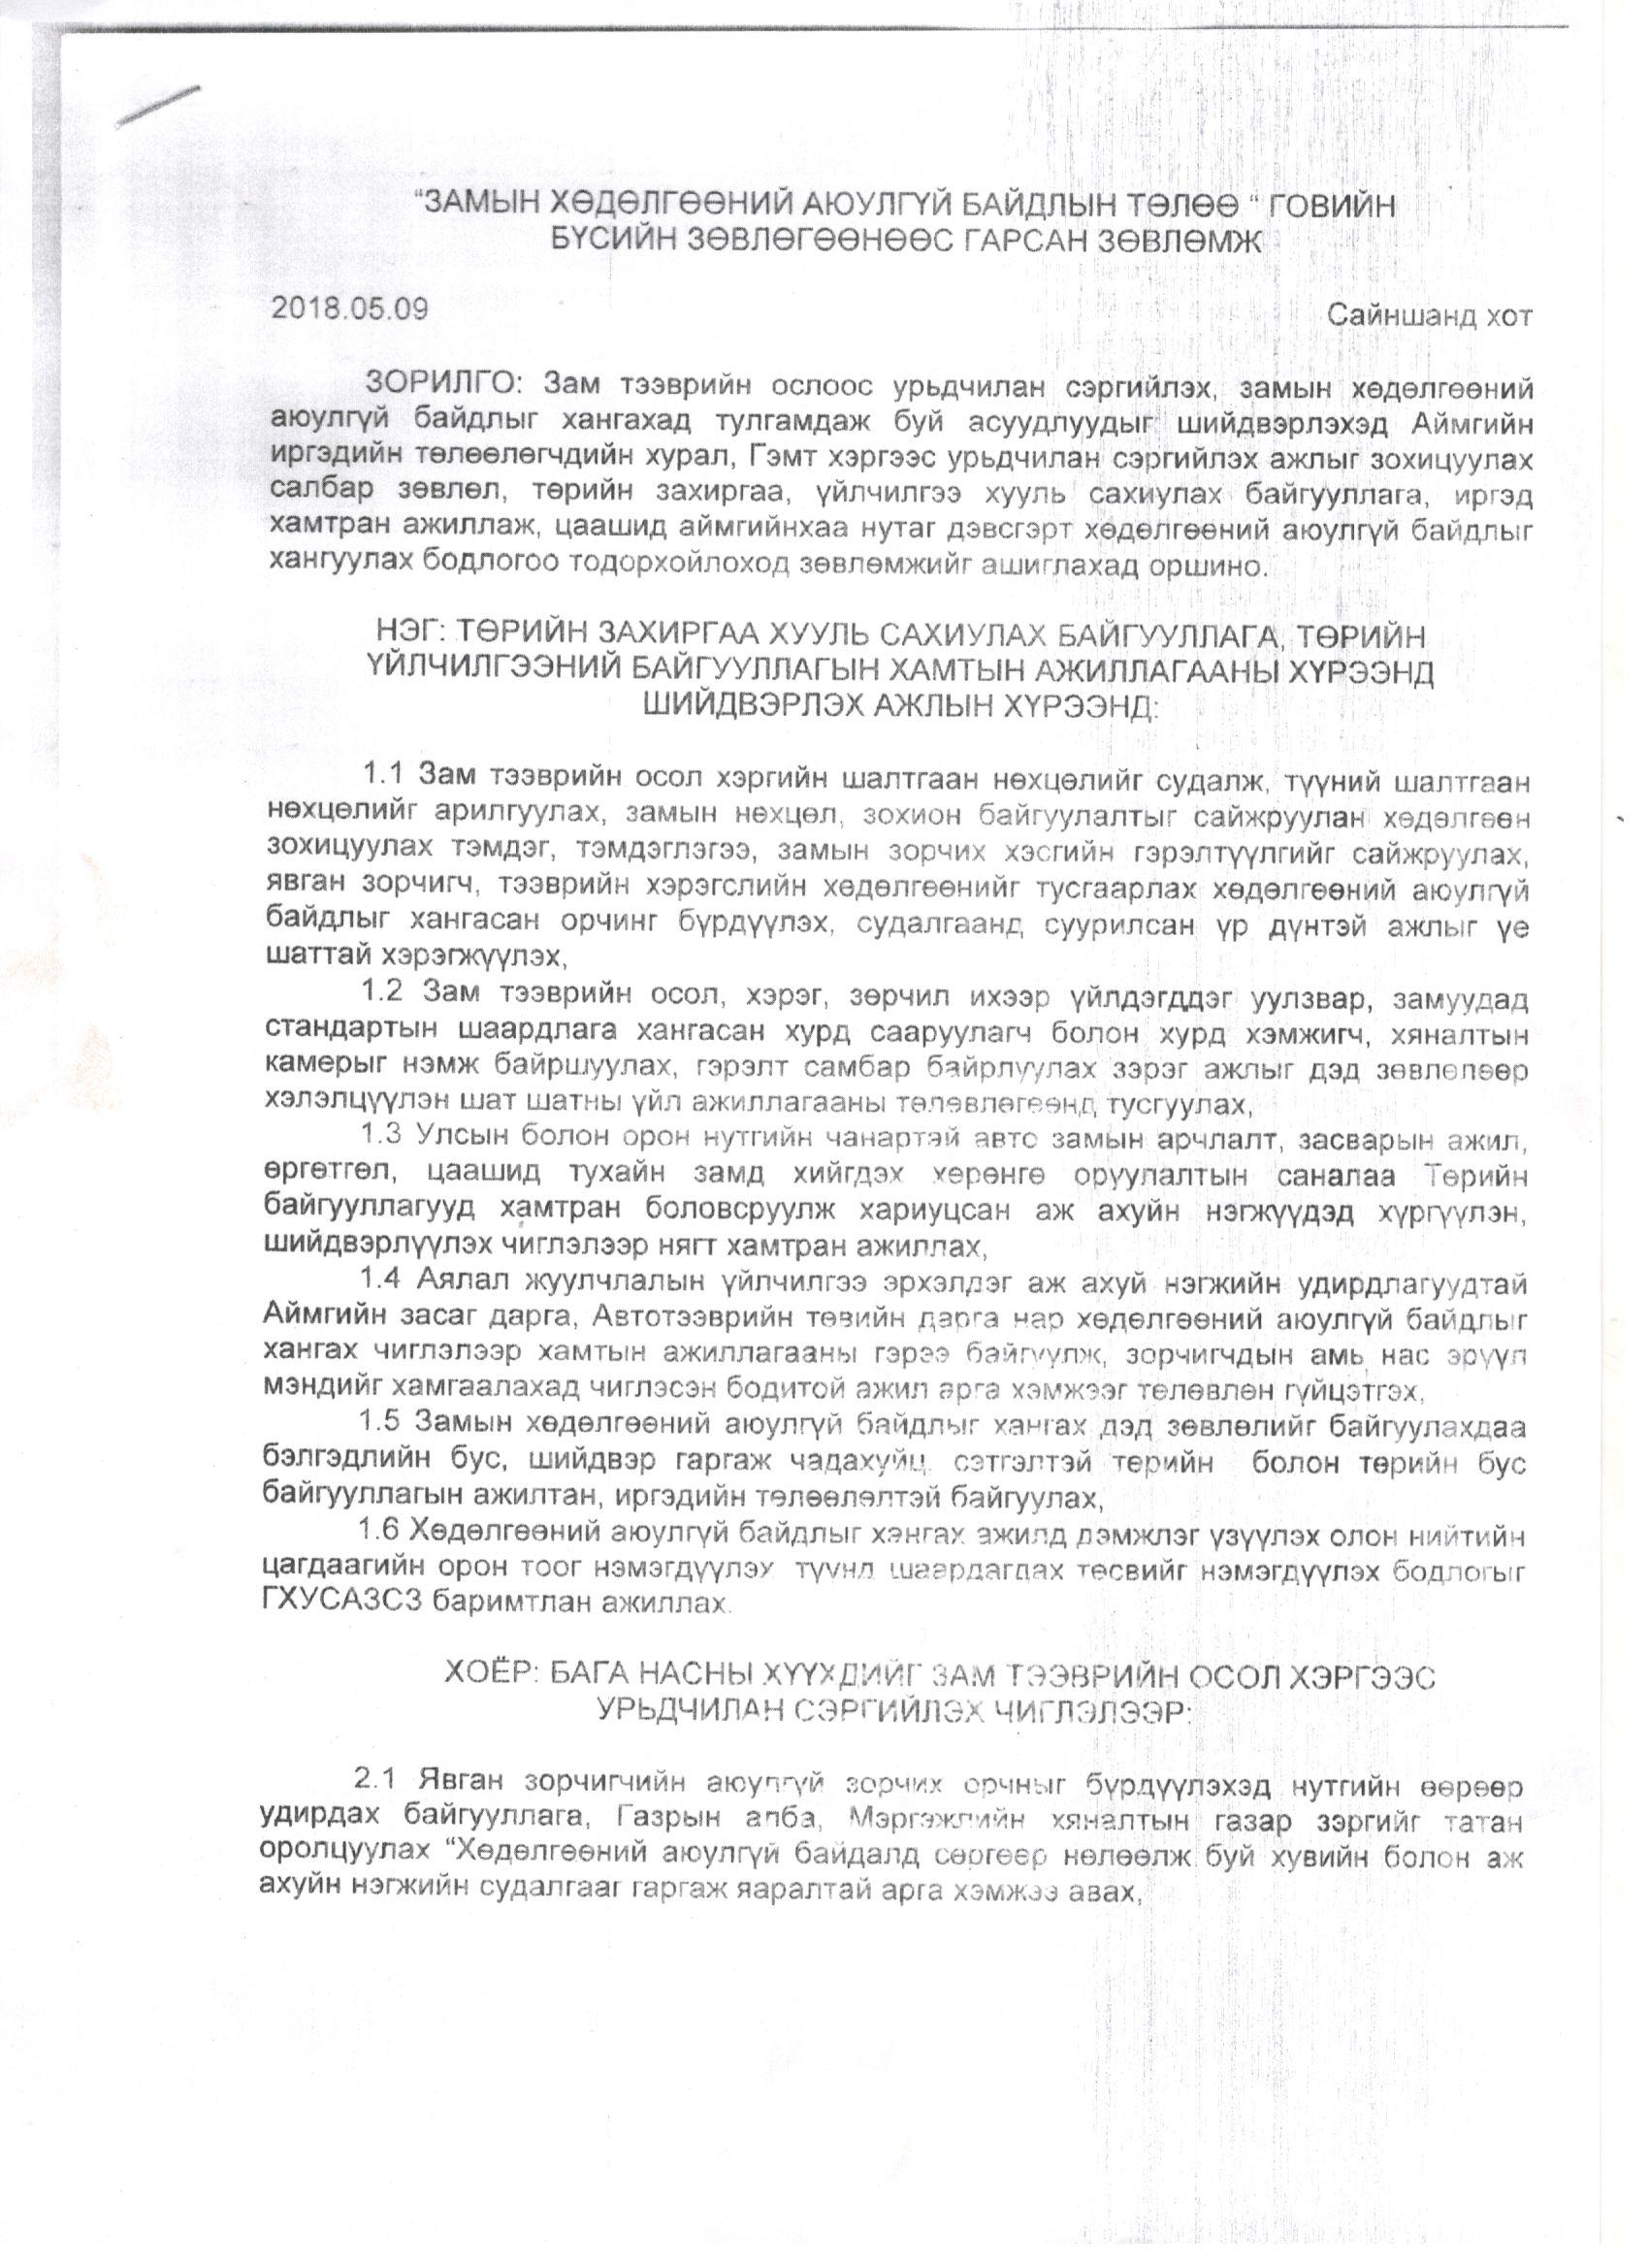 “ЗАМЫН ХӨДӨЛГӨӨНИЙ АЮУЛГҮЙ БАЙДЛЫН ТӨЛӨӨ “ ГОВИЙН
БҮСИЙН ЗӨВЛӨГӨӨНӨӨС ГАРСАН ЗӨВЛӨМЖ
2018.05.09 Сайншанд хот
ЗОРИЛГО: Зам тээврийн ослоос урьдчилан сэргийлэх, замын хөдөлгөөний
аюулгүй байдлыг хангахад тулгамдаж буй асуудлуудыг шийдвэрлэхэд Аймгийн
иргэдийн төлөөлөгчдийн хурал, Гэмт хэргээс урьдчилан сэргийлэх ажлыг зохицуулах
салбар зөвлөл, төрийн захиргаа, үйлчилгээ хууль сахиулах байгууллага, иргэд
хамтран ажиллаж, цаашид аймгийнхаа нутаг дэвсгэрт хөдөлгөөний аюулгүй байдлыг
хангуулах бодлогоо тодорхойлоход зөвлөмжийг ашиглахад оршино.
НЭГ: ТӨРИЙН ЗАХИРГАА ХУУЛЬ САХИУЛАХ БАЙГУУЛЛАГА, ТӨРИЙН
ҮЙЛЧИЛГЭЭНИЙ БАЙГУУЛЛАГЫН ХАМТЫН АЖИЛЛАГААНЫ ХҮРЭЭНД
ШИЙДВЭРЛЭХ АЖЛЫН ХҮРЭЭНД:
1.1 Зам тээврийн осол хэргийн шалтгаан нөхцөлийг судалж, түүний шалтгаан
нөхцөлийг арилгуулах, замын нөхцөл, зохион байгуулалтыг сайжруулан хөдөлгөөн
зохицуулах тэмдэг, тэмдэглэгээ, замын зорчих хэсгийн гэрэлтүүлгийг сайжруулах,
явган зорчигч, тээврийн хэрэгслийн хөдөлгөөнийг тусгаарлах хөдөлгөөний аюулгүй
байдлыг хангасан орчинг бүрдүүлэх, судалгаанд суурилсан үр дүнтэй ажлыг үе
шаттай хэрэгжүүлэх,
1.2 Зам тээврийн осол, хэрэг, зөрчил ихээр үйлдэгддэг уулзвар, замуудад
стандартын шаардлага хангасан хурд сааруулагч болон хурд хэмжигч, хяналтын
камерыг нэмж байршуулах, гэрэлт самбар байрлуулах зэрэг ажлыг дэд зөвлөлөөр
хэлэлцүүлэн шат шатны үйл ажиллагааны төлөвлөгөөнд тусгуулах,
1.3 Улсын болон орон нутгийн чанартэй авто замын арчлалт, засварын ажил,
өргөтгөл, цаашид тухайн замд хийгдэх хөрөнгө оруулалтын саналаа Төрийн
байгууллагууд хамтран боловсруулж хариуцсан аж ахуйн нэгжүүдэд хүргүүлэн,
шийдвэрлүүлэх чиглэлээр нягт хамтран ажиллах,
1.4 Аялал жуулчлалын үйлчилгээ эрхэлдэг аж ахуй нэгжийн удирдлагуудтай
Аймгийн засаг дарга, Автотээврийн төвийн дарга нар хөдөлгөөний аюулгүй байдлыг
хангах чиглэлээр хамтын ажиллагааны гэрээ байгуулж, зорчигчдын амь нас эрүүл
мэндийг хамгаалахад чиглэсэн бодитой ажил арга хэмжээг төлөвлөн гүйцэтгэх,
1.5 Замын хөдөлгөөний аюулгүй байдлыг хангах дэд зөвлөлийг байгуулахдаа
бэлгэдлийн бус, шийдвэр гаргаж чадахуйц сэтгэлтэй төрийн болон төрийн бус
байгууллагын ажилтан, иргэдийн төлөөлөлтэй байгуулах,
1.6 Хөдөлгөөний аюулгүй байдлыг хангах ажилд дэмжлэг үзүүлэх олон нийтийн
цагдаагийн орон тоог нэмэгдүүлэх түүнд шаардагдах төсвийг нэмэгдүүлэх бодлогыг
ГХУСАЗСЗ баримтлан ажиллах.
ХОЁР: БАГА НАСНЫ ХҮҮХДИЙГ ЗАМ ТЭЭВРИЙН ОСОЛ ХЭРГЭЭС
УРЬДЧИЛАН СЭРГИЙЛЭХ ЧИГЛЭЛЭЭР:
2.1 Явган зорчигчийн аюулгүй зорчих орчныг бүрдүүлэхэд нутгийн өөрөөр
удирдах байгууллага, Газрын алба, Мэргэжлийн хяналтын газар зэргийг татан
оролцуулах “Хөдөлгөөний аюулгүй байдалд сөргөөр нөлөөлж буй хувийн болон аж
ахуйн нэгжийн судалгааг гаргаж яаралтай арга хэмжээ авах,